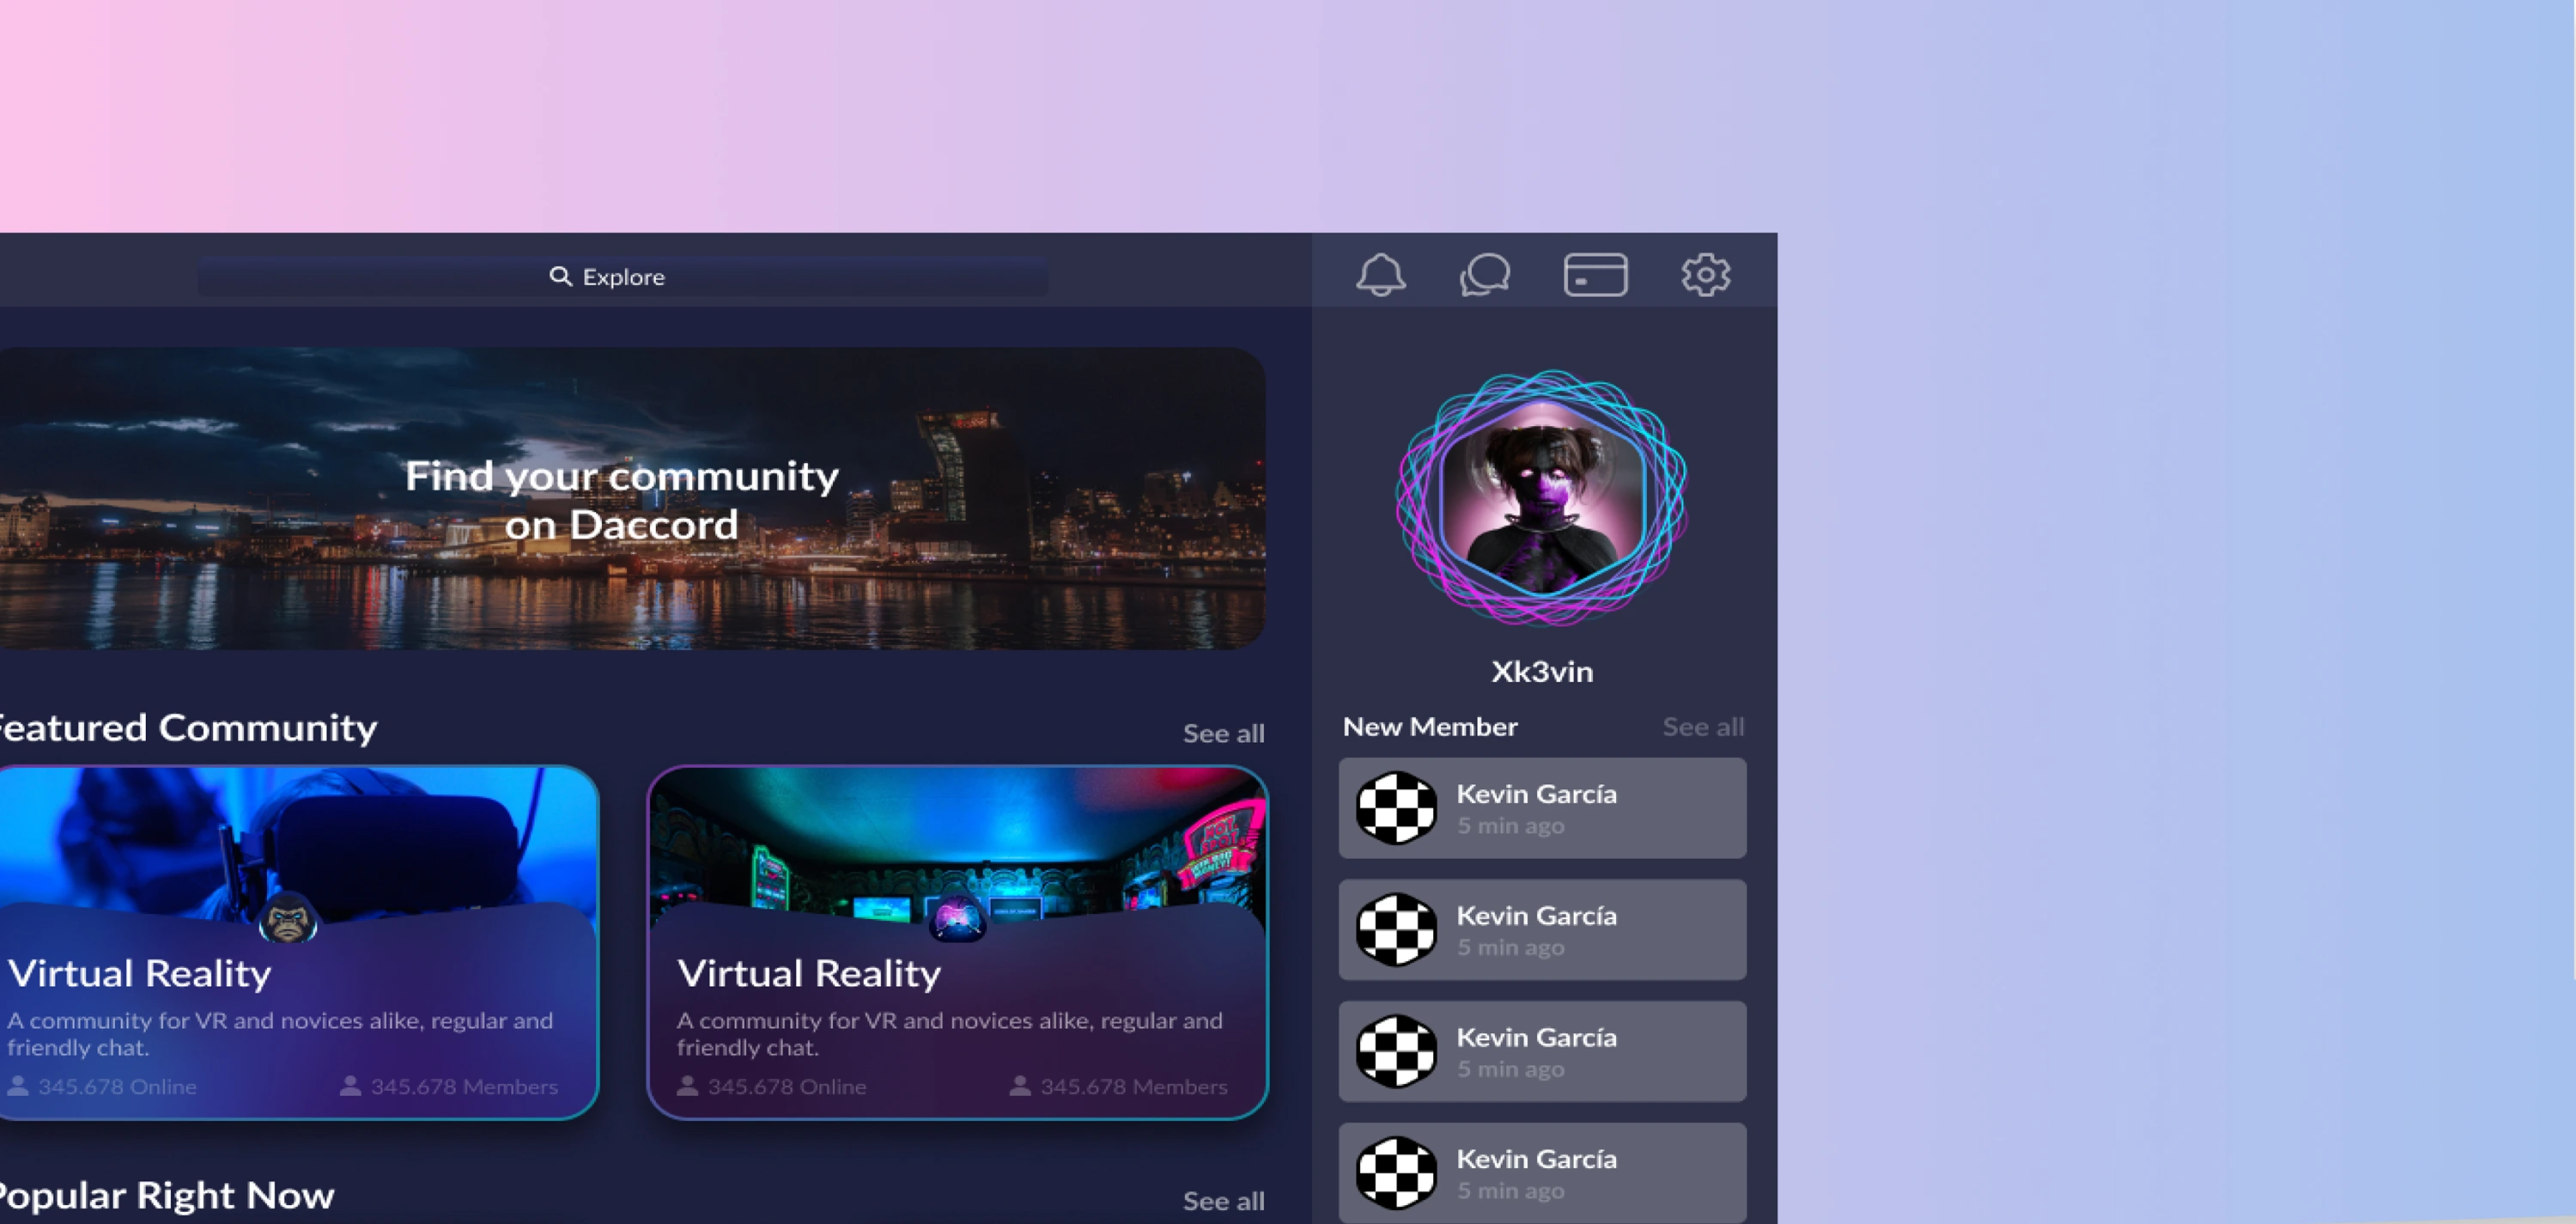 Explore
Find your community
on Daccord
Featured Community
See all
Virtual Reality
A community for VR and novices alike, regular and
friendly chat.
345.678 Online
345.678 Members
HOT
SPOT
Virtual Reality
A community for VR and novices alike, regular and
friendly chat.
345.678 Online
345.678 Members
Popular Right Now
See all
Xk3vin
New Member
See all
Kevin García
5 min ago
Kevin García
5 min ago
Kevin García
5 min ago
Kevin García
5 min ago